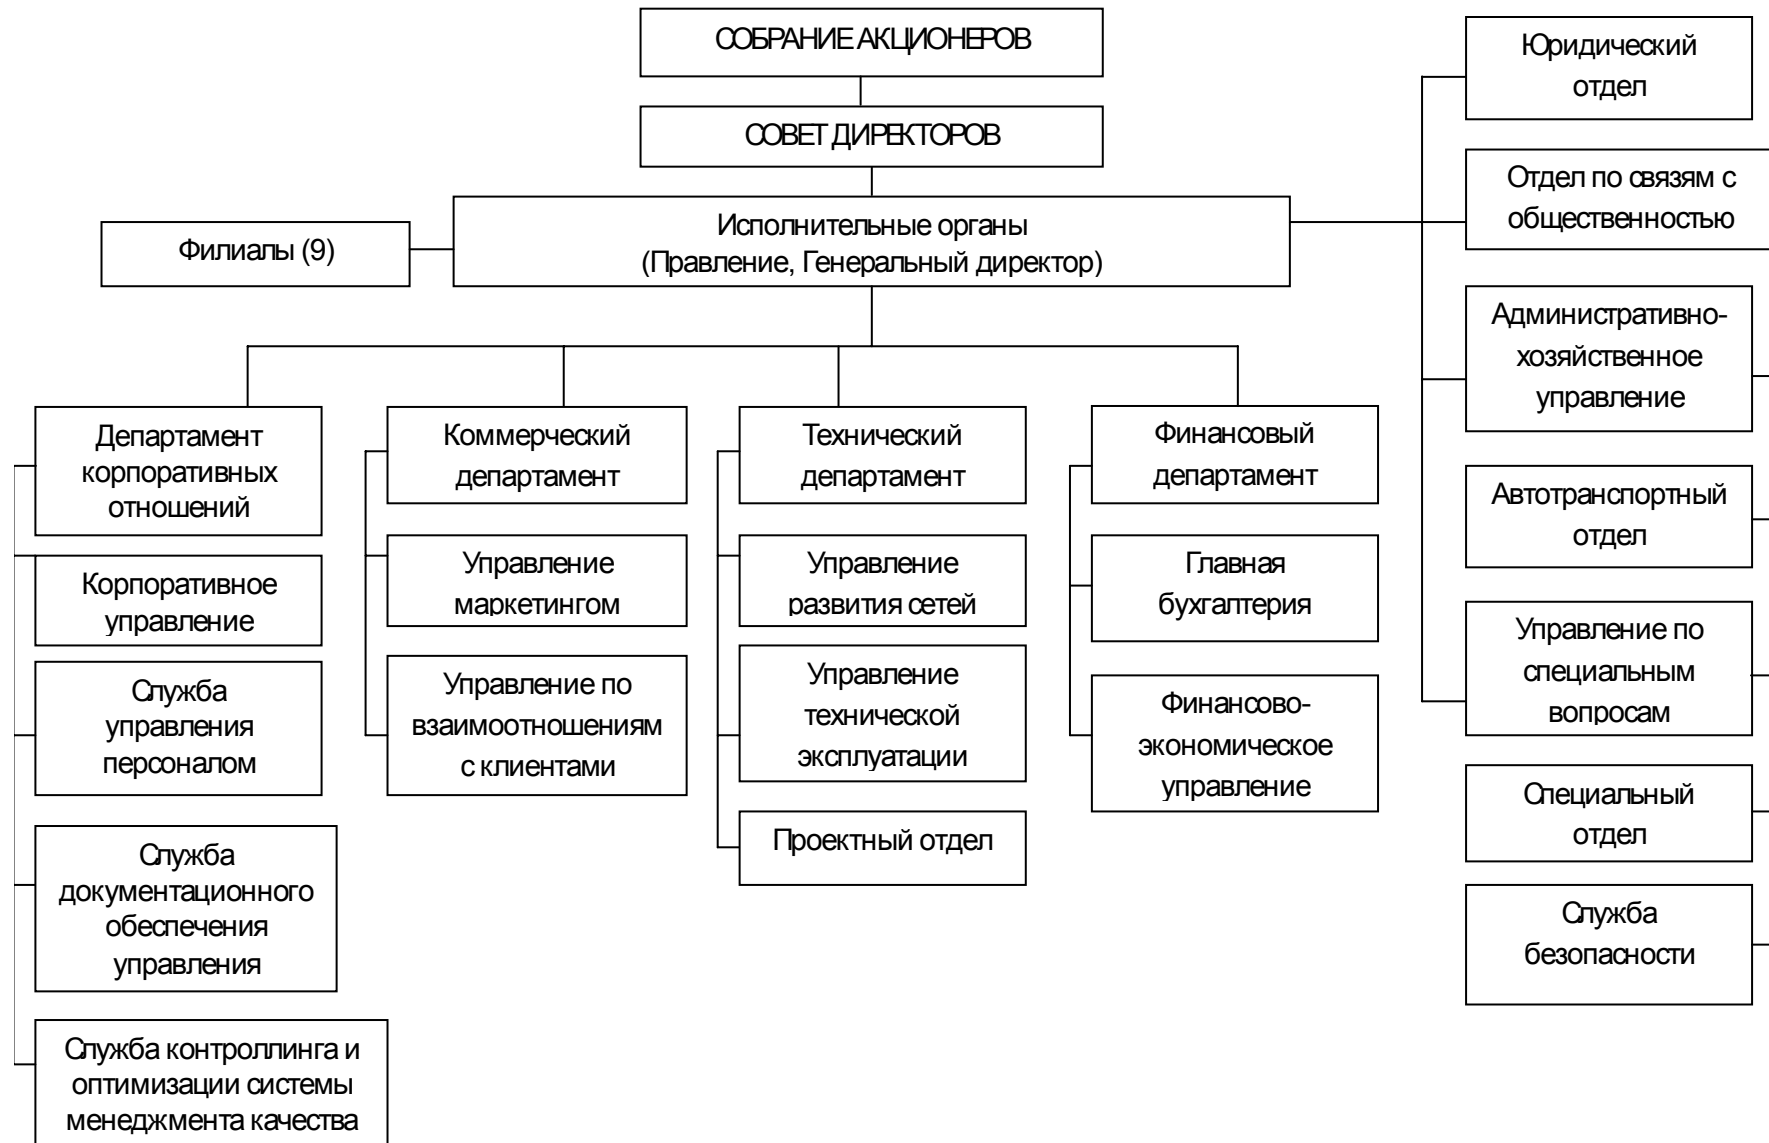 СОБРАНИЕ АКЦИОНЕРОВ
СОВЕТ ДИРЕКТОРОВ
Исполнительные органы
(Правление, Генеральный директор)
Филиалы (9)
Департамент
корпоративных
отношений
Корпоративное
управление
Служба
управления
персоналом
Служба
документационного
обеспечения
управления
Служба контроллинга и
оптимизации системы
менеджмента качества
Коммерческий
департамент
Управление
маркетингом
Управление по
взаимоотношениям
с клиентами
Технический
департамент
Управление
развития сетей
Управление
технической
эксплуатации
Проектный отдел
Финансовый
департамент
Главная
бухгалтерия
Финансово-
экономическое
управление
Юридический
отдел
Отдел по связям с
общественностью
Административно-
хозяйственное
управление
Автотранспортный
отдел
Управление по
специальным
вопросам
Специальный
отдел
Служба
безопасности